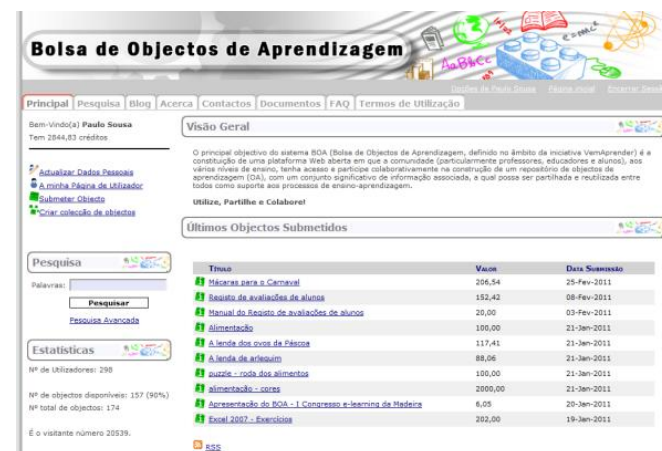 Bolsa de Objectos de Aprendizagem
AaBbCc
e=mc²
Opções de Paulo Sousa Página inicial Encerrar Sessão
Principal Pesquisa Blog Acerca Contactos Documentos FAQ Termos de Utilização
Bem-Vindo(a) Paulo Sousa
Tem 2844,83 créditos
Actualizar Dados Pessoais
A minha Página de Utilizador
Submeter Objecto
Criar colecção de objectos
Pesquisa
Palavras:
Pesquisar
Pesquisa Avançada
Estatísticas
Nº de Utilizadores: 298
Nº de objectos disponíveis: 157 (90%)
Nº total de objectos: 174
É o visitante número 20539.
Visão Geral
O principal objectivo do sistema BOA (Bolsa de Objectos de Aprendizagem, definido no âmbito da iniciativa VemAprender) é a
constituição de uma plataforma Web aberta em que a comunidade (particularmente professores, educadores e alunos), aos
vários níveis de ensino, tenha acesso e participe colaborativamente na construção de um repositório de objectos de
aprendizagem (OA), com um conjunto significativo de informação associada, a qual possa ser partilhada e reutilizada entre
todos como suporte aos processos de ensino-aprendizagem.
Utilize, Partilhe e Colabore!
Últimos Objectos Submetidos
Título Valor Data Submissão
Mácaras para o Carnaval 206,54 25-Fev-2011
Registo de avaliações de alunos 152,42 08-Fev-2011
Manual do Registo de avaliações de alunos 20,00 03-Fev-2011
Alimentação 100,00 21-Jan-2011
A lenda dos ovos da Páscoa 117,41 21-Jan-2011
A lenda de arlequim 88,06 21-Jan-2011
puzzle - roda dos alimentos 100,00 21-Jan-2011
alimentação - cores 2000,00 21-Jan-2011
Apresentação do BOA - I Congresso e-learning da Madeira 6,05 20-Jan-2011
Excel 2007 - Exercícios 202,00 19-Jan-2011
RSS